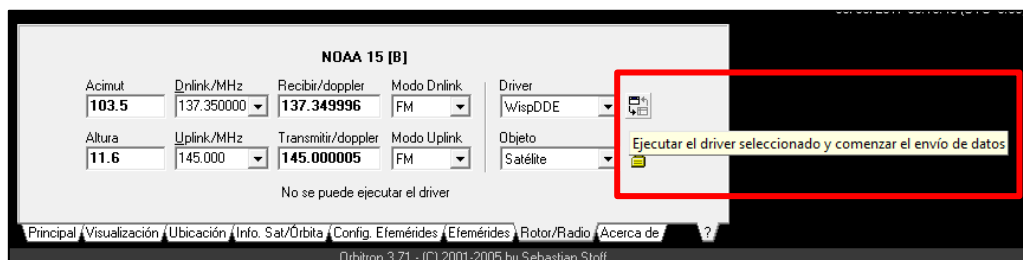 NOAA 15 [B]
Acimut Dnlink/MHz Recibir/doppler Modo Dnlink Driver
103.5 137.350000 137.349996 FM WispDDE
Altura Uplink/MHz Transmitir/doppler Modo Uplink Objeto
11.6 145.000 145.000005 FM Satélite
Ejecutar el driver seleccionado y comenzar el envío de datos
No se puede ejecutar el driver
Principal Visualización Ubicación Info. Sat/Órbita Config. Efemérides Efemérides Rotor/Radio Acerca de ?
Orbitron 3.71 - (C) 2001-2005 by Sebastian Stoff